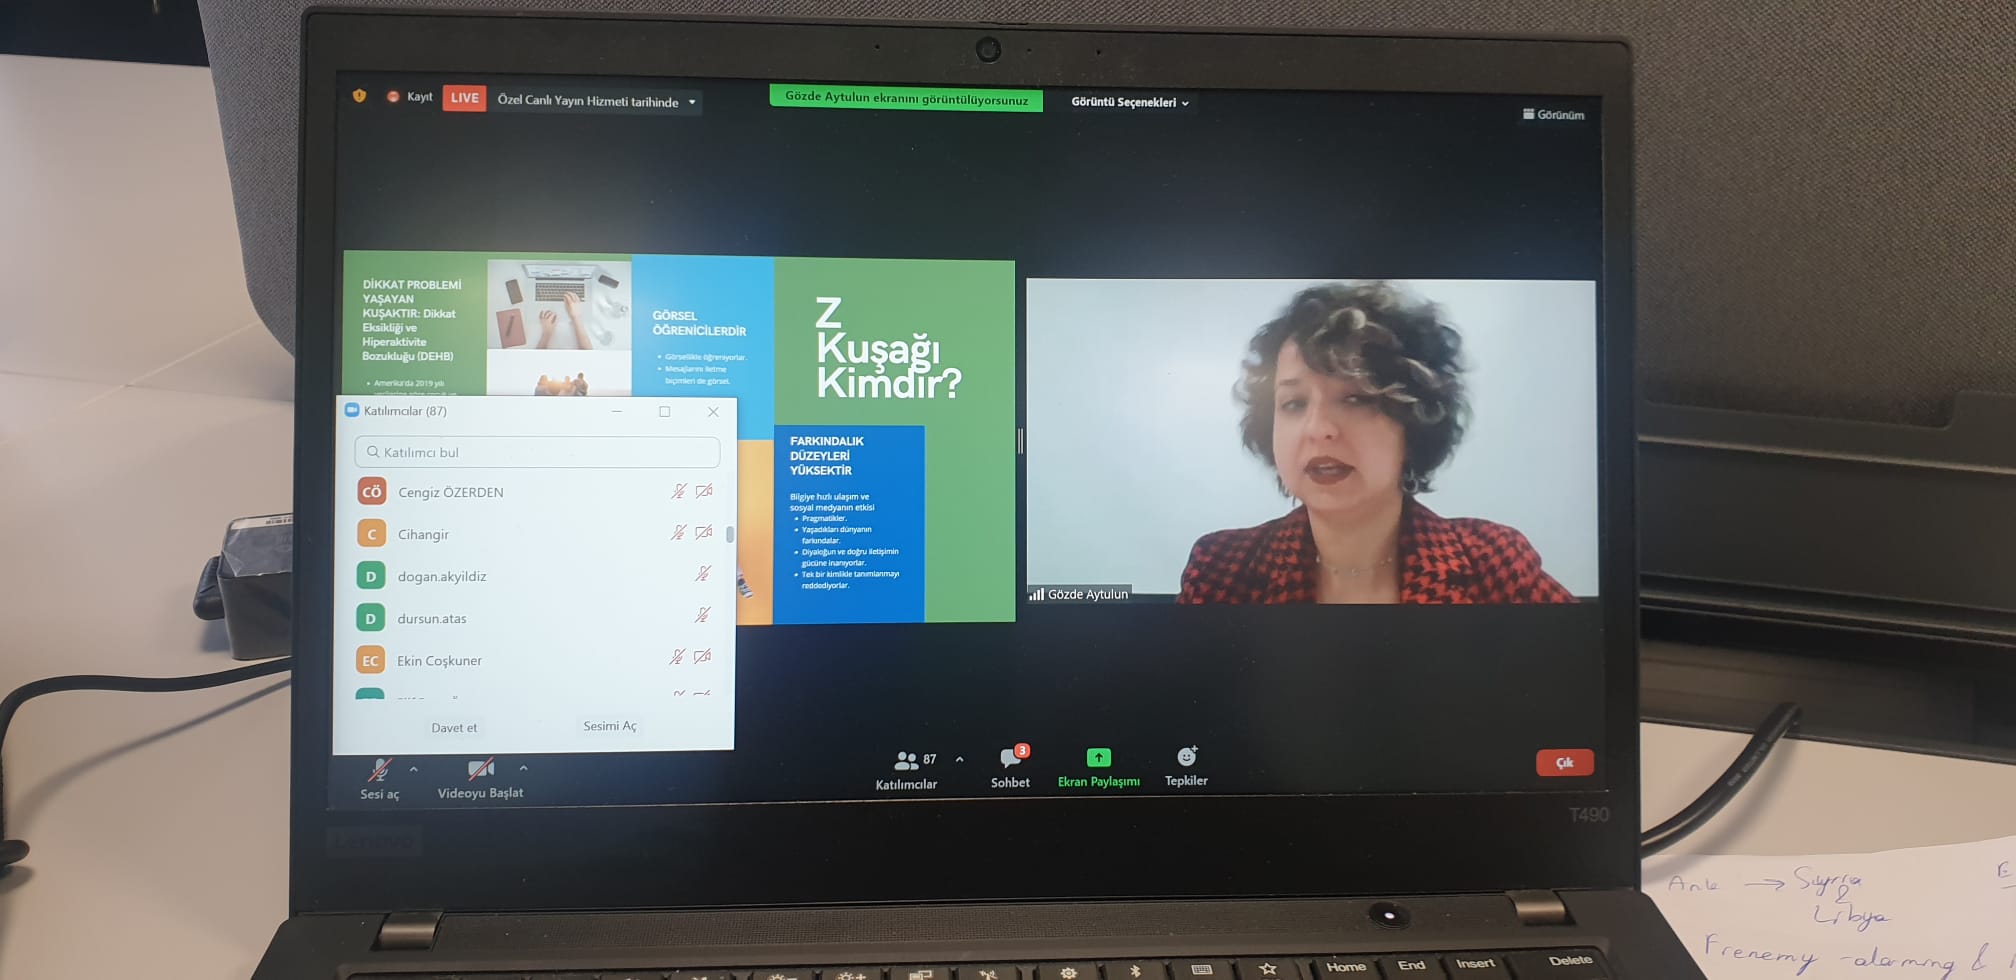 Kayıt
LIVE
Özel Canlı Yayın Hizmeti tarihinde
Gözde Aytulun ekranını görüntülüyorsunuz
Görüntü Seçenekleri
Görünüm
DİKKAT PROBLEMİ
YAŞAYAN
KUŞAKTIR: Dikkat
Eksikliği ve
Hiperaktivite
Bozukluğu (DEHB)
• Amerika'da 2019 yılı
GÖRSEL
ÖĞRENİCİLERDİR
• Görsellikle öğreniyorlar.
• Mesajlarını iletme
biçimleri de görsel.
Z
Kuşağı
Kimdir?
FARKINDALIK
DÜZEYLERİ
YÜKSEKTİR
Bilgiye hızlı ulaşım ve
sosyal medyanın etkisi
• Pragmatikler.
• Yaşadıkları dünyanın
farkındalar.
• Diyaloğun ve doğru iletişimin
gücüne inanıyorlar.
• Tek bir kimlikle tanımlanmayı
reddediyorlar.
Katılımcılar (87)
Katılımcı bul
CÖ Cengiz ÖZERDEN
C Cihangir
D dogan.akyildiz
D dursun.atas
EC Ekin Coşkuner
Davet et
Sesimi Aç
Gözde Aytulun
Sesi aç
Videoyu Başlat
87
Katılımcılar
3
Sohbet
Ekran Paylaşımı
Tepkiler
Çık
T490
Lenovo
Home
End
Insert
Delete
→ Syria
&
Libya
Frenemy -alarming &